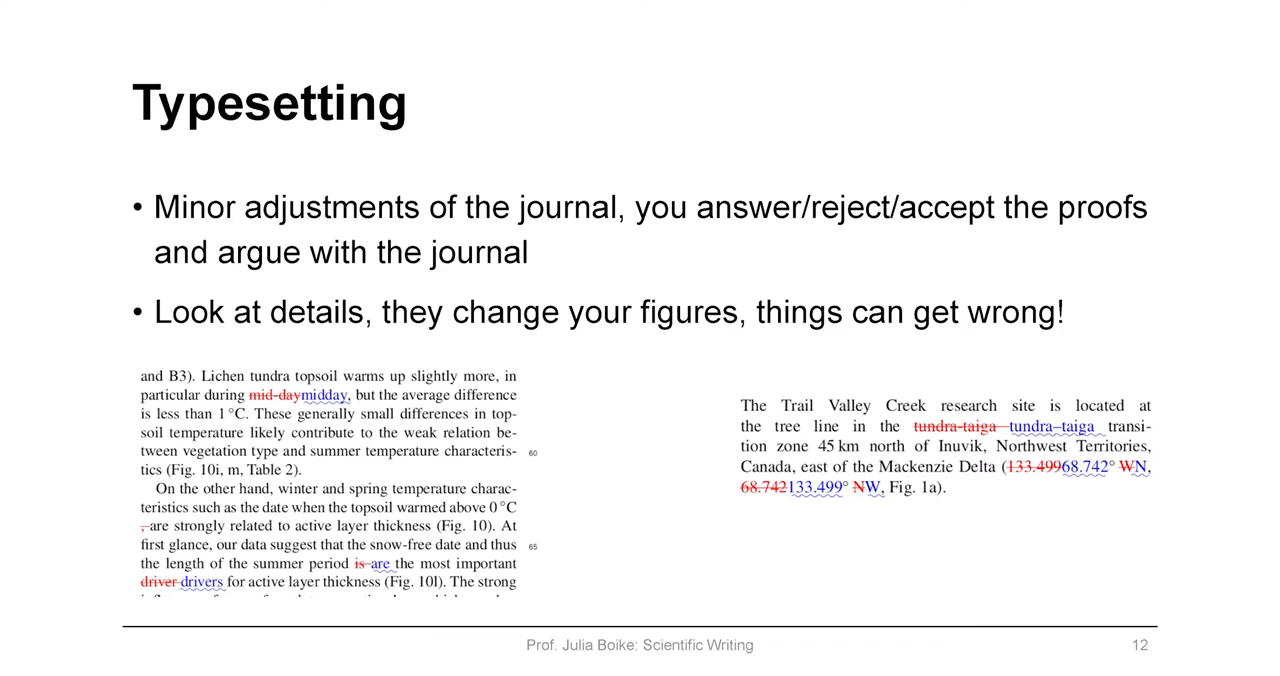 Typesetting
• Minor adjustments of the journal, you answer/reject/accept the proofs
and argue with the journal
• Look at details, they change your figures, things can get wrong!
and B3). Lichen tundra topsoil warms up slightly more, in
particular during mid-daymidday, but the average difference
is less than 1 °C. These generally small differences in top-
soil temperature likely contribute to the weak relation be-
tween vegetation type and summer temperature characteris- 60
tics (Fig. 10i, m, Table 2).
On the other hand, winter and spring temperature charac-
teristics such as the date when the topsoil warmed above 0 °C
, are strongly related to active layer thickness (Fig. 10). At
first glance, our data suggest that the snow-free date and thus 65
the length of the summer period is are the most important
driver drivers for active layer thickness (Fig. 10l). The strong
The Trail Valley Creek research site is located at
the tree line in the tundra-taiga tundra–taiga transi-
tion zone 45 km north of Inuvik, Northwest Territories,
Canada, east of the Mackenzie Delta (133.49968.742° WN,
68.742133.499° NW, Fig. 1a).
Prof. Julia Boike: Scientific Writing 12